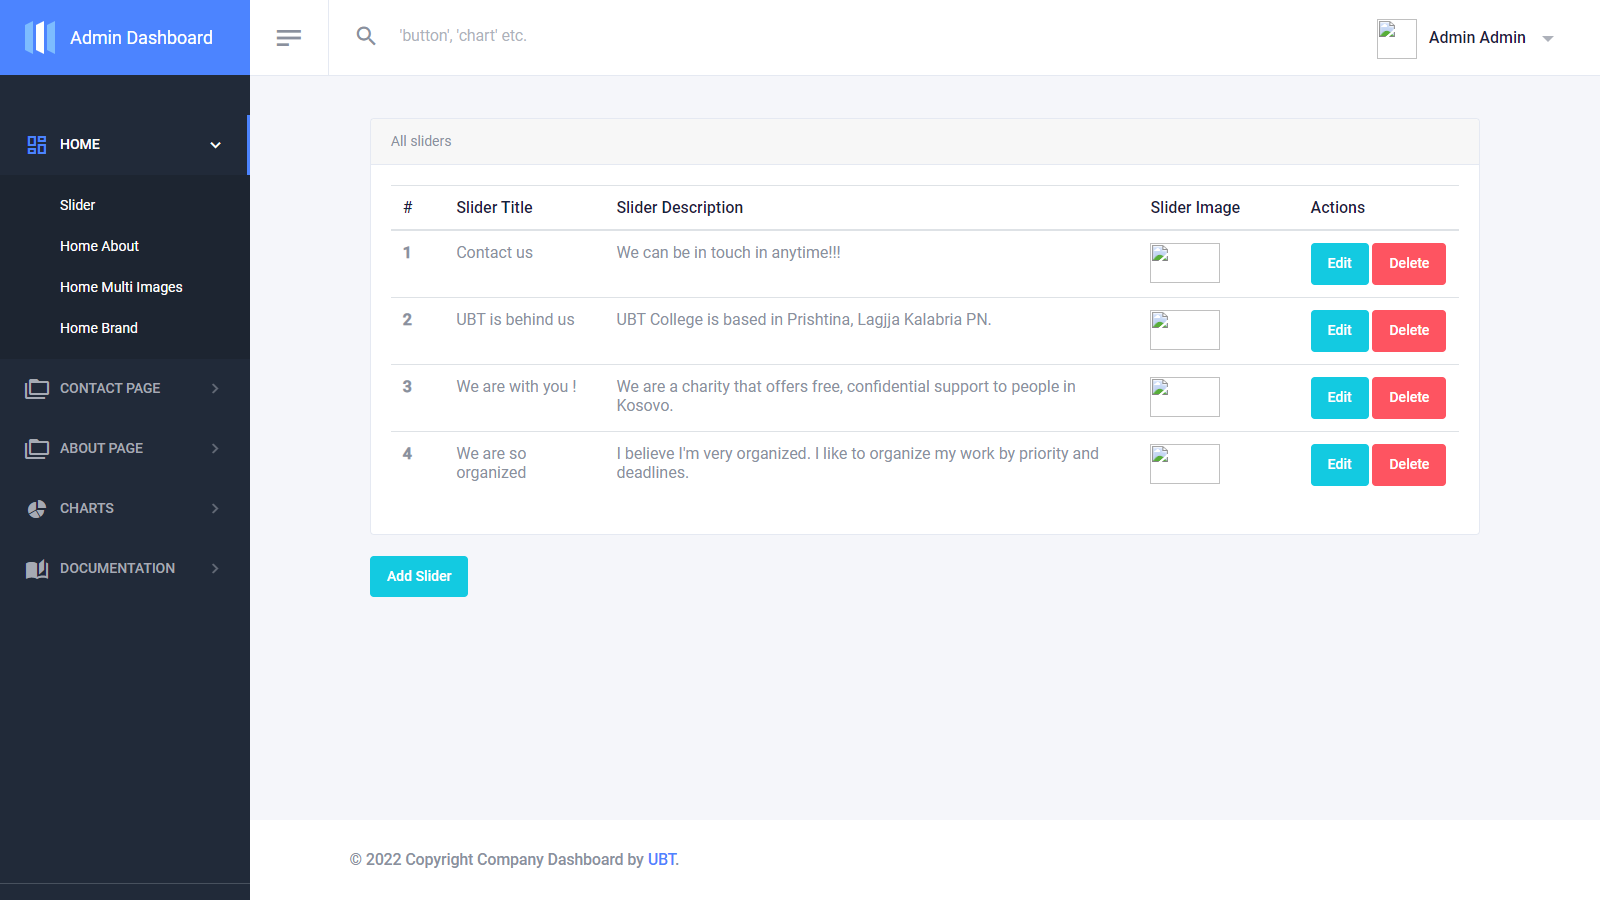 Admin Dashboard
'button', 'chart' etc.
Admin Admin
HOME
Slider
Home About
Home Multi Images
Home Brand
CONTACT PAGE
ABOUT PAGE
CHARTS
DOCUMENTATION
All sliders
# Slider Title Slider Description Slider Image Actions
1 Contact us We can be in touch in anytime!!! Edit Delete
2 UBT is behind us UBT College is based in Prishtina, Lagjja Kalabria PN. Edit Delete
3 We are with you ! We are a charity that offers free, confidential support to people in Edit Delete
Kosovo.
4 We are so I believe I'm very organized. I like to organize my work by priority and Edit Delete
organized deadlines.
Add Slider
© 2022 Copyright Company Dashboard by UBT.